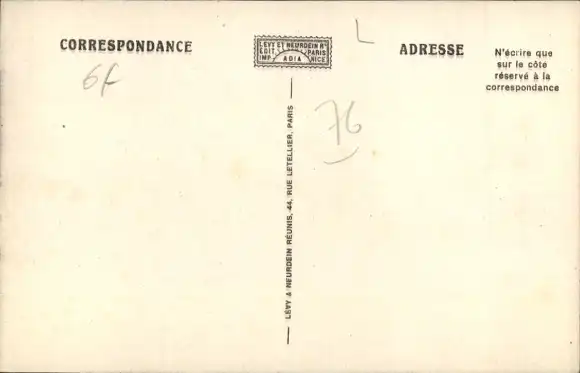 CORRESPONDANCE
LEVY ET NEURDEIN Rs
EDIT. PARIS
IMP. ADIA NICE
ADRESSE
N'écrire que
sur le côte
réservé à la
correspondance
6f
L
76
LÉVY & NEURDEIN RÉUNIS, 44, RUE LETELLIER, PARIS